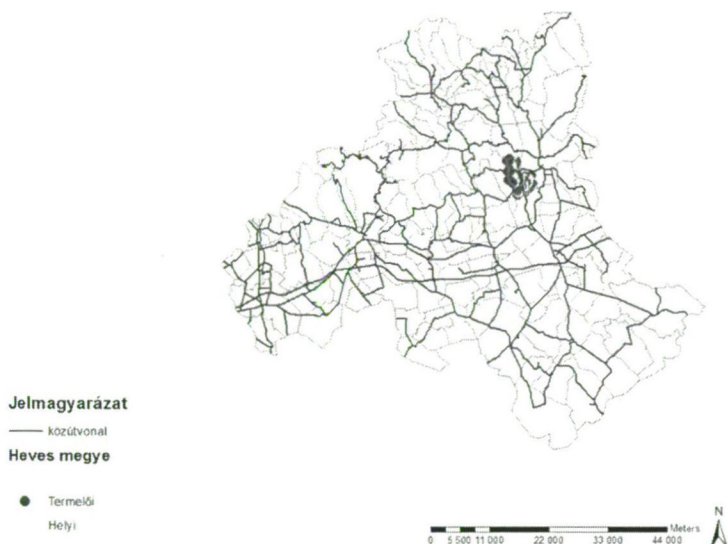 Jelmagyarázat
közútvonal
Heves megye
Termelői
Helyi
N
Meters
0 5 500 11 000 22 000 33 000 44 000